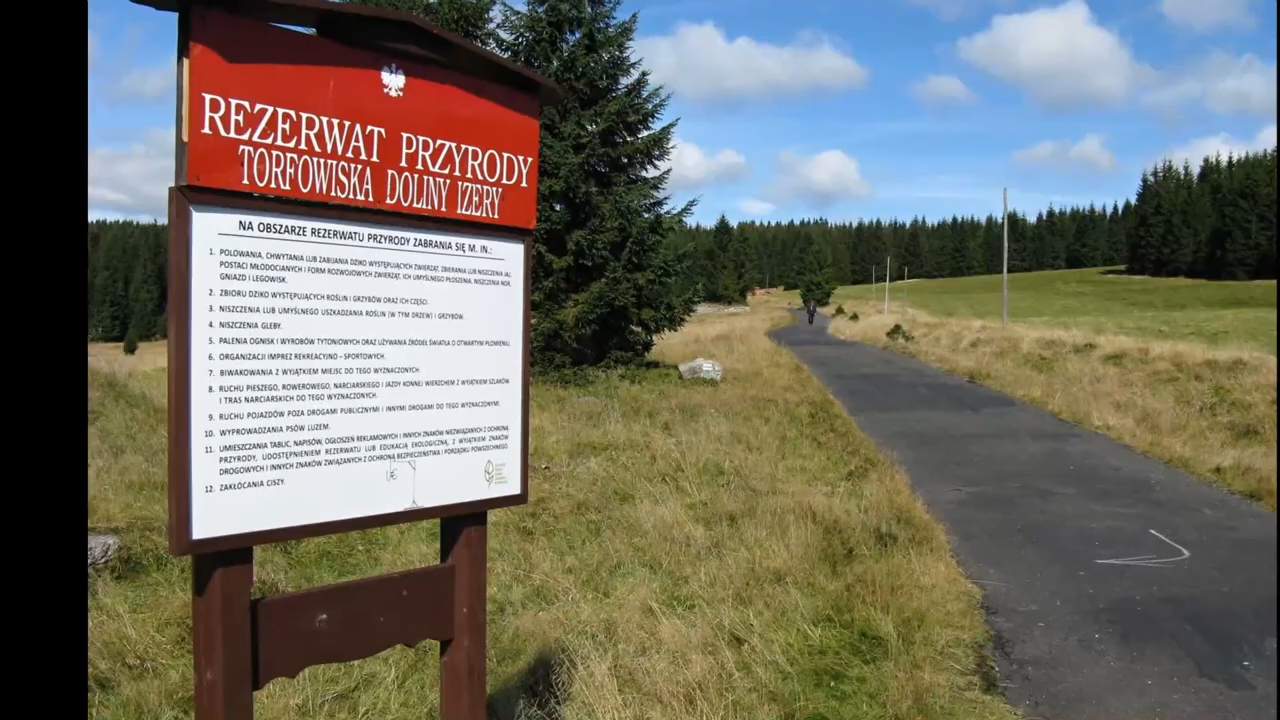 REZERWAT PRZYRODY
TORFOWISKA DOLINY IZERY
NA OBSZARZE REZERWATU PRZYRODY ZABRANIA SIĘ M. IN.:
1. POLOWANIA, CHWYTANIA LUB ZABIJANIA DZIKO WYSTĘPUJĄCYCH ZWIERZĄT, ZBIERANIA LUB NISZCZENIA JAJ,
POSTACI MŁODOCIANYCH I FORM ROZWOJOWYCH ZWIERZĄT, ICH UMYŚLNEGO PŁOSZENIA, NISZCZENIA NOR,
GNIAZD I LEGOWISK.
2. ZBIORU DZIKO WYSTĘPUJĄCYCH ROŚLIN I GRZYBÓW ORAZ ICH CZĘŚCI.
3. NISZCZENIA LUB UMYŚLNEGO USZKADZANIA ROŚLIN (W TYM DRZEW) I GRZYBÓW.
4. NISZCZENIA GLEBY.
5. PALENIA OGNISK I WYROBÓW TYTONIOWYCH ORAZ UŻYWANIA ŹRÓDEŁ ŚWIATŁA O OTWARTYM PŁOMIENIU.
6. ORGANIZACJI IMPREZ REKREACYJNO – SPORTOWYCH.
7. BIWAKOWANIA Z WYJĄTKIEM MIEJSC DO TEGO WYZNACZONYCH.
8. RUCHU PIESZEGO, ROWEROWEGO, NARCIARSKIEGO I JAZDY KONNEJ WIERZCHEM Z WYJĄTKIEM SZLAKÓW
I TRAS NARCIARSKICH DO TEGO WYZNACZONYCH.
9. RUCHU POJAZDÓW POZA DROGAMI PUBLICZNYMI I INNYMI DROGAMI DO TEGO WYZNACZONYMI.
10. WYPROWADZANIA PSÓW LUZEM.
11. UMIESZCZANIA TABLIC, NAPISÓW, OGŁOSZEŃ REKLAMOWYCH I INNYCH ZNAKÓW NIEZWIĄZANYCH Z OCHRONĄ
PRZYRODY, UDOSTĘPNIENIEM REZERWATU LUB EDUKACJĄ EKOLOGICZNĄ, Z WYJĄTKIEM ZNAKÓW
DROGOWYCH I INNYCH ZNAKÓW ZWIĄZANYCH Z OCHRONĄ BEZPIECZEŃSTWA I PORZĄDKU POWSZECHNEGO
12. ZAKŁÓCANIA CISZY.